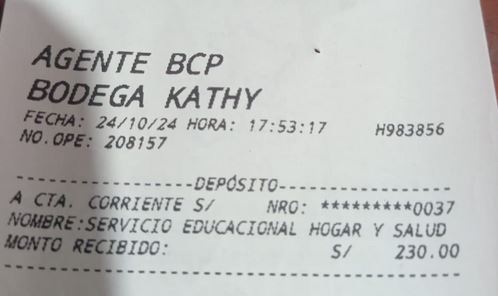 AGENTE BCP
BODEGA KATHY
FECHA: 24/10/24 HORA: 17:53:17 H983856
NO.OPE: 208157
------------------DEPÓSITO------------------
A CTA. CORRIENTE S/ NRO: *********0037
NOMBRE:SERVICIO EDUCACIONAL HOGAR Y SALUD
MONTO RECIBIDO: S/ 230.00